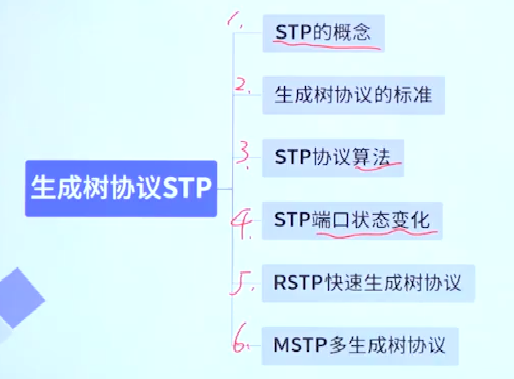 1.
STP的概念
2.
生成树协议的标准
3.
STP协议算法
生成树协议STP
4.
STP端口状态变化
5.
RSTP快速生成树协议
6.
MSTP多生成树协议